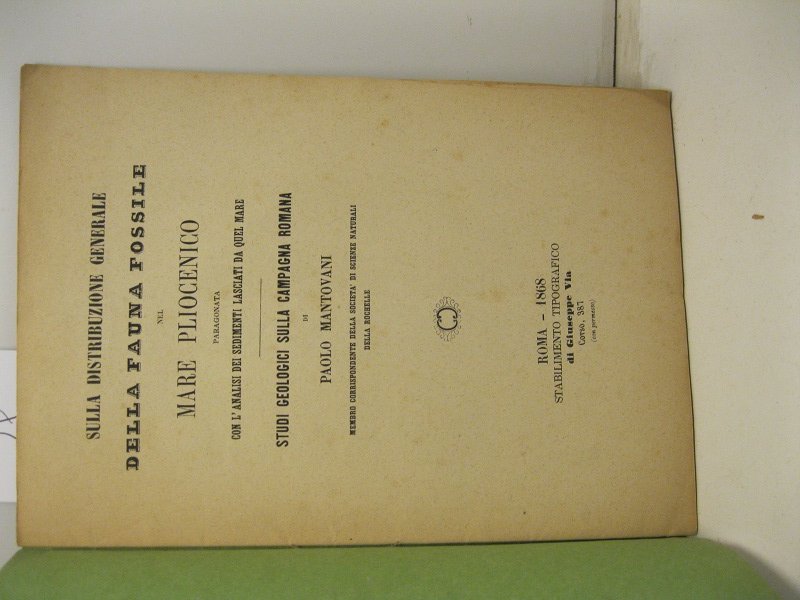 SULLA DISTRIBUZIONE GENERALE
DELLA FAUNA FOSSILE
NEL
MARE PLIOCENICO
PARAGONATA
CON L'ANALISI DEI SEDIMENTI LASCIATI DA QUEL MARE
STUDI GEOLOGICI SULLA CAMPAGNA ROMANA
DI
PAOLO MANTOVANI
MEMBRO CORRISPONDENTE DELLA SOCIETA' DI SCIENZE NATURALI
DELLA ROCHELLE
ROMA - 1868
STABILIMENTO TIPOGRAFICO
di Giuseppe Via
Corso, 387
(con permesso)